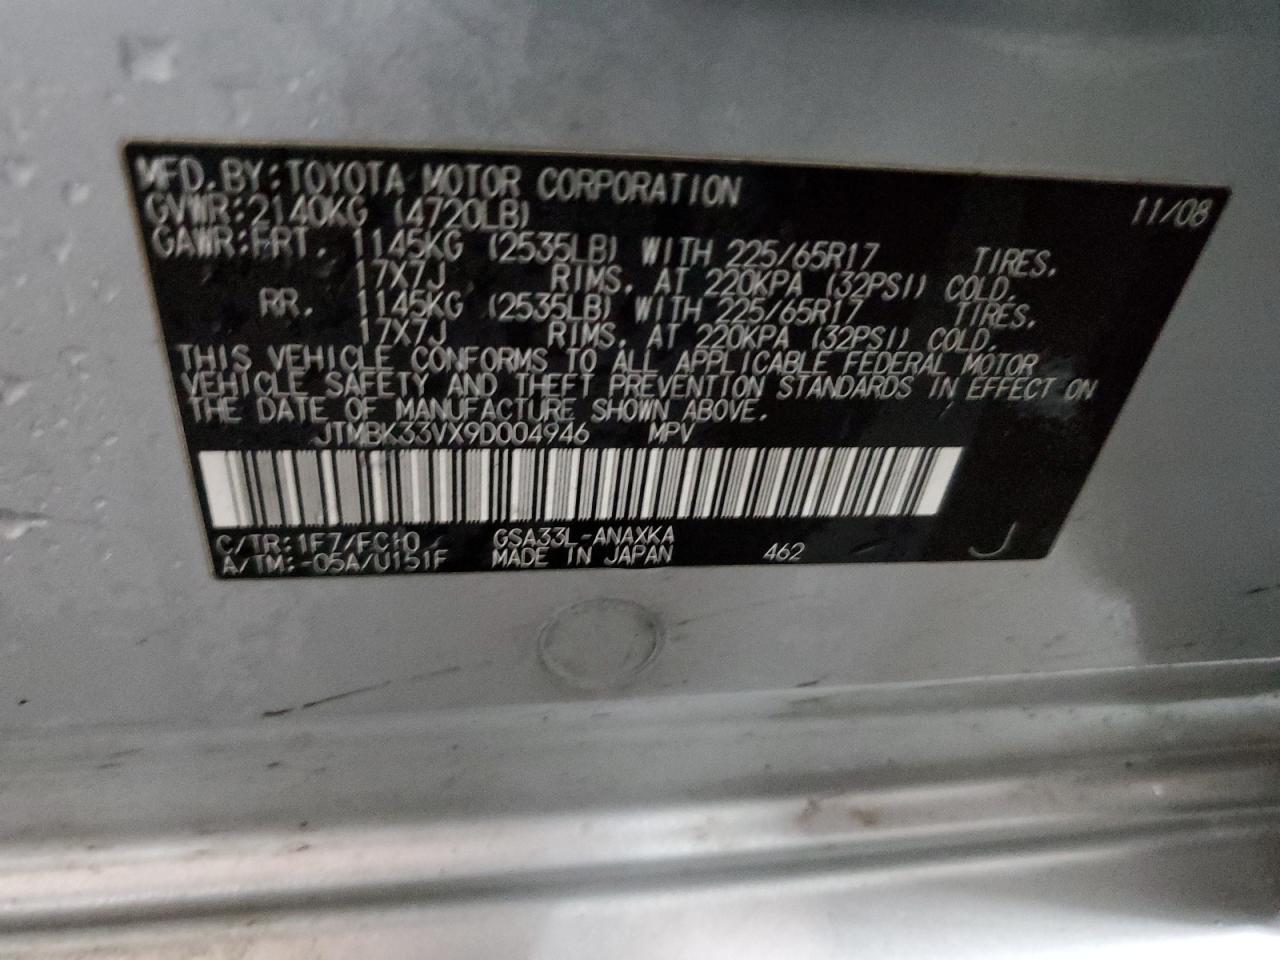 MFD.BY:TOYOTA MOTOR CORPORATION 11/08
GVWR:2140KG (4720LB)
GAWR:FRT. 1145KG (2535LB) WITH 225/65R17 TIRES,
17X7J RIMS, AT 220KPA (32PSI) COLD.
RR. 1145KG (2535LB) WITH 225/65R17 TIRES,
17X7J RIMS, AT 220KPA (32PSI) COLD.
THIS VEHICLE CONFORMS TO ALL APPLICABLE FEDERAL MOTOR
VEHICLE SAFETY AND THEFT PREVENTION STANDARDS IN EFFECT ON
THE DATE OF MANUFACTURE SHOWN ABOVE.
JTMBK33VX9D004946 MPV
C/TR:1F7/FC10 GSA33L-ANAXKA
A/TM:-05A/U151F MADE IN JAPAN 462 J